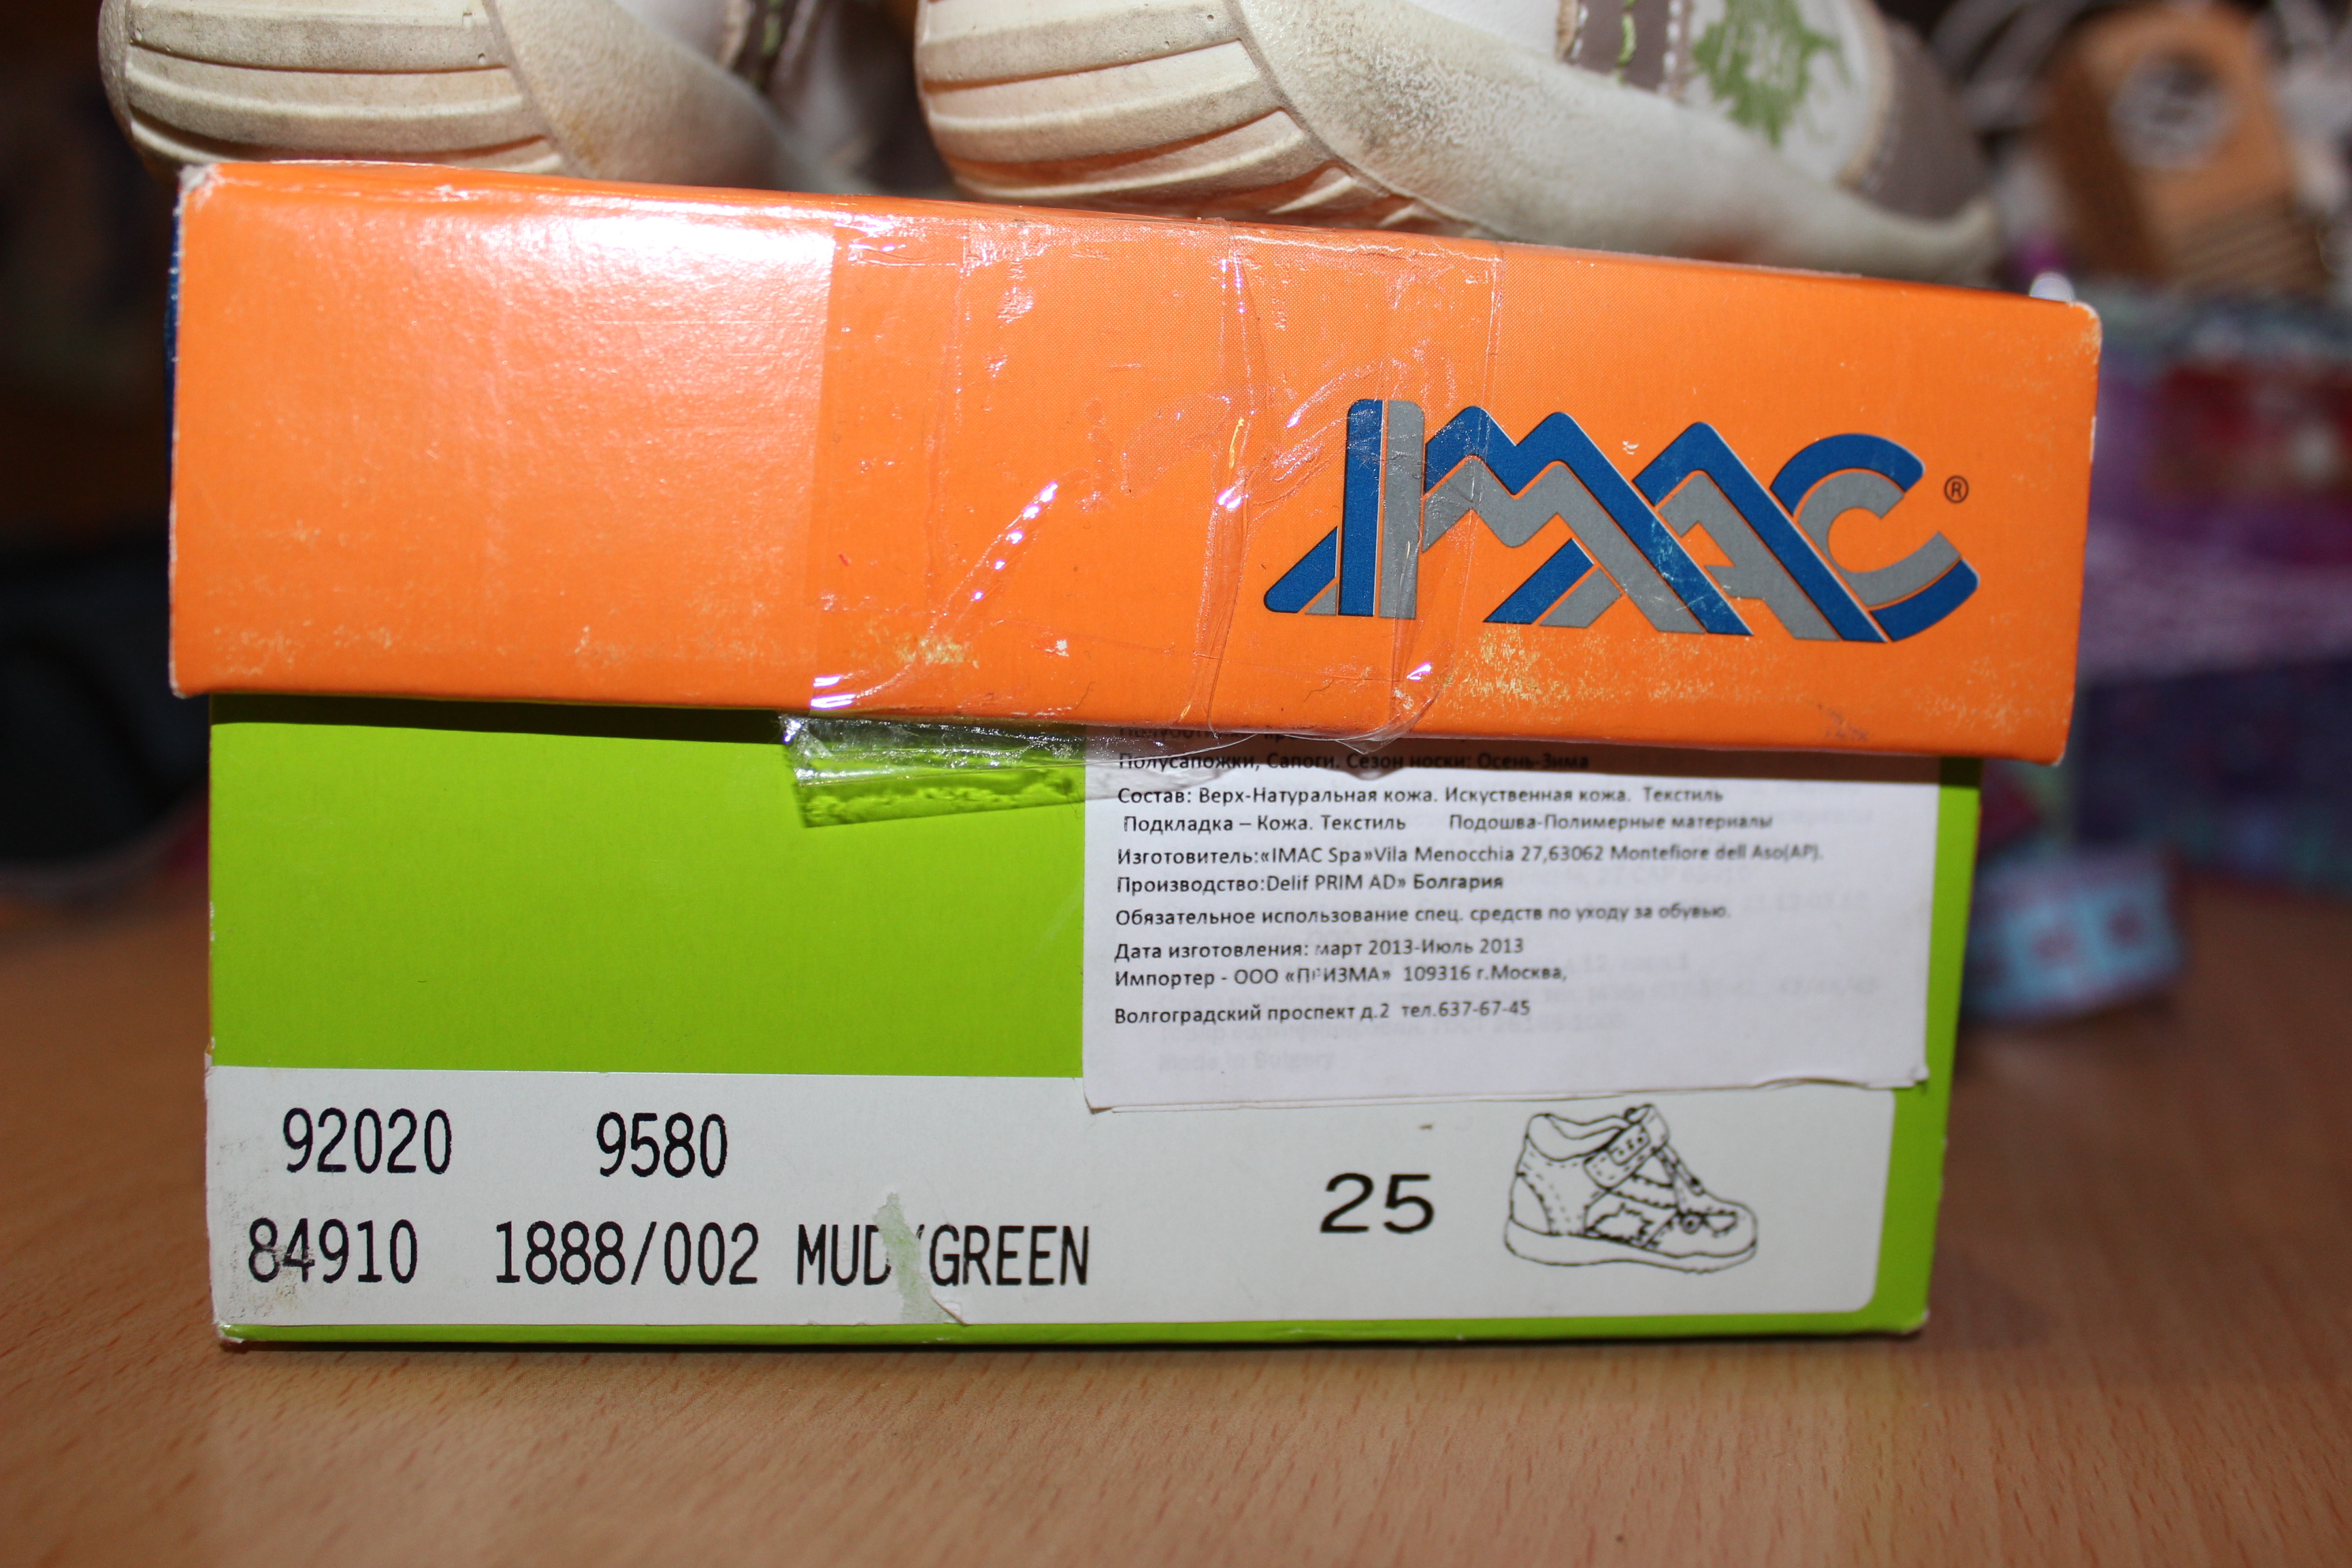 IMAC®
Полусапожки, Сапоги. Сезон носки: Осень-Зима
Состав: Верх-Натуральная кожа. Искуственная кожа. Текстиль
Подкладка – Кожа. Текстиль Подошва-Полимерные материалы
Изготовитель:«IMAC Spa»Vila Menocchia 27,63062 Montefiore dell Aso(AP).
Производство:Delif PRIM AD» Болгария
Обязательное использование спец. средств по уходу за обувью.
Дата изготовления: март 2013-Июль 2013
Импортер - ООО «ПРИЗМА» 109316 г.Москва,
Волгоградский проспект д.2 тел.637-67-45
92020 9580
84910 1888/002 MUD/GREEN
25